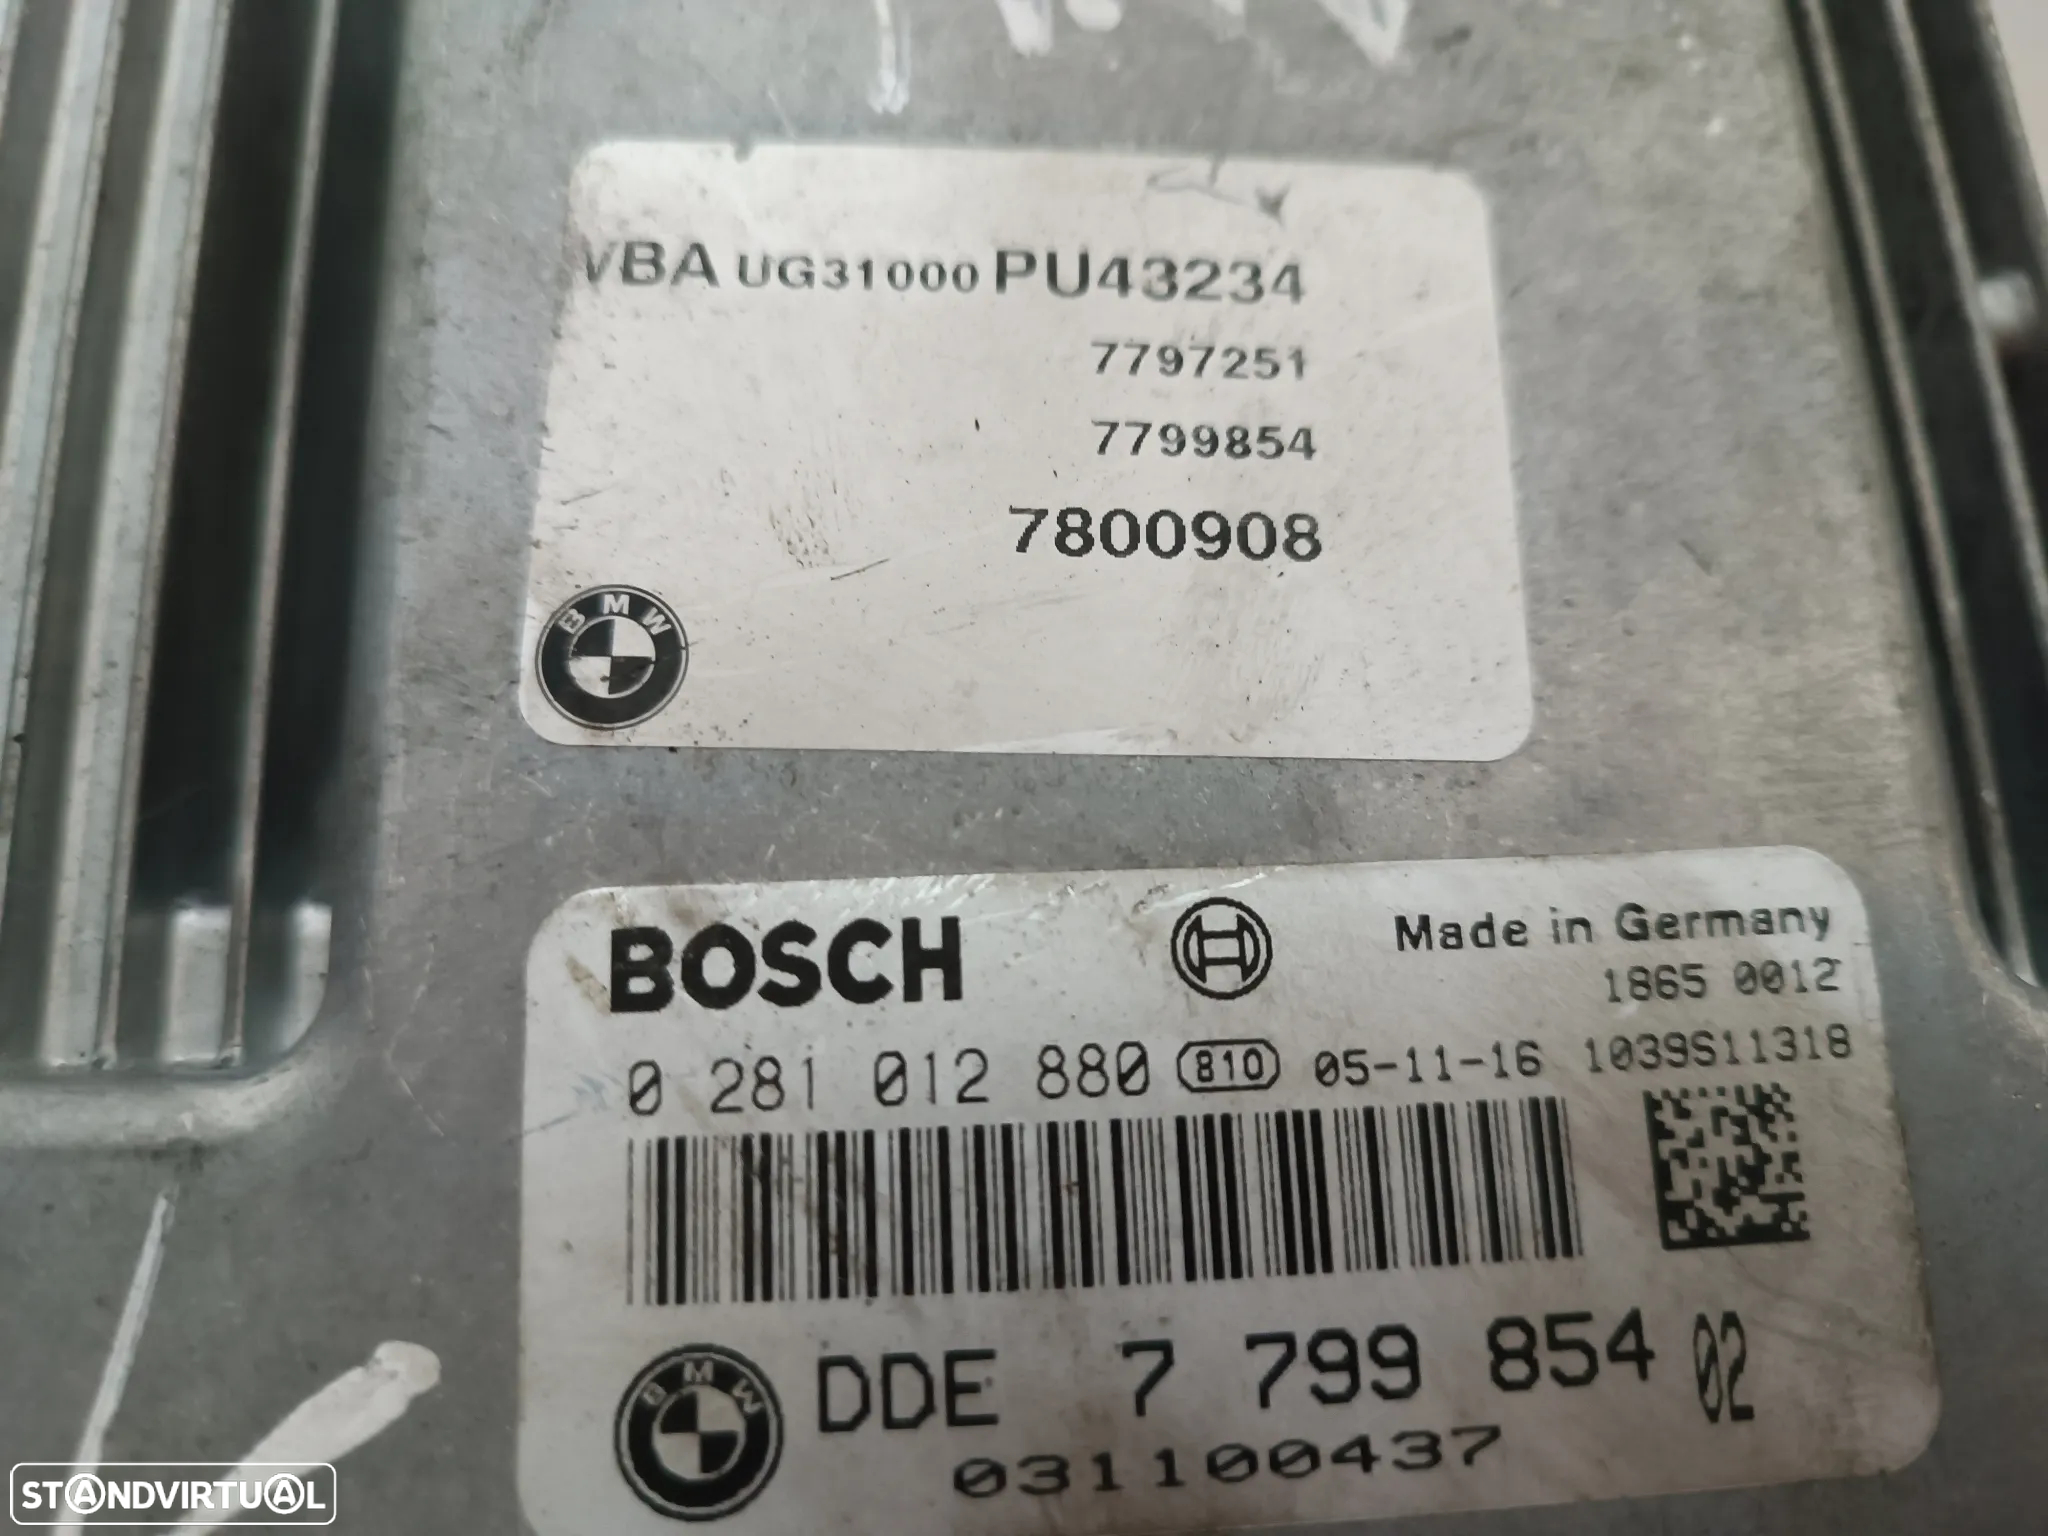 VBA UG31000 PU43234
7797251
7799854
7800908
BMW
BOSCH
Made in Germany
1865 0012
0 281 012 880 810 05-11-16 1039S11318
BMW
DDE 7 799 854 02
031100437
STANDVIRTUAL